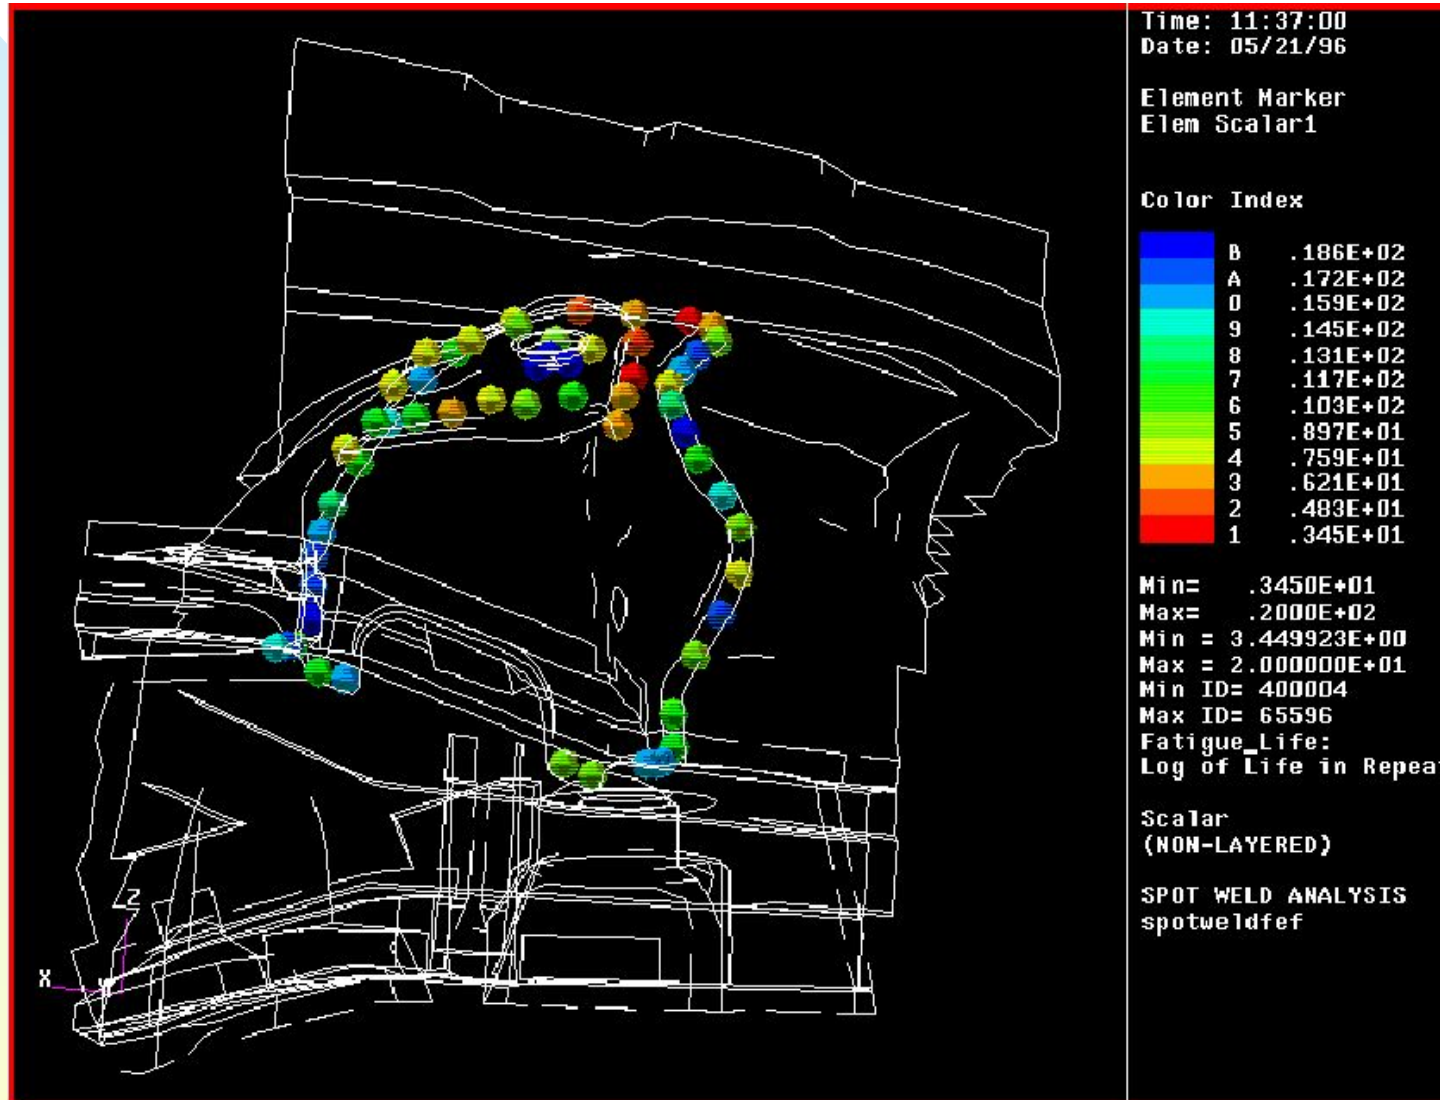 Time: 11:37:00
Date: 05/21/96
Element Marker
Elem Scalar1
Color Index
B .186E+02
A .172E+02
0 .159E+02
9 .145E+02
8 .131E+02
7 .117E+02
6 .103E+02
5 .897E+01
4 .759E+01
3 .621E+01
2 .483E+01
1 .345E+01
Min= .3450E+01
Max= .2000E+02
Min = 3.449923E+00
Max = 2.000000E+01
Min ID= 400004
Max ID= 65596
Fatigue_Life:
Log of Life in Repea
Scalar
(NON-LAYERED)
SPOT WELD ANALYSIS
spotweldfef
Z
X
Y